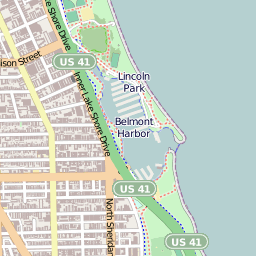 US 41
ison Street
Inner Lake Shore Drive
Lincoln
Park
Inner Lake Shore Drive
Belmont
Harbor
US 41
North Sheridan
US 41